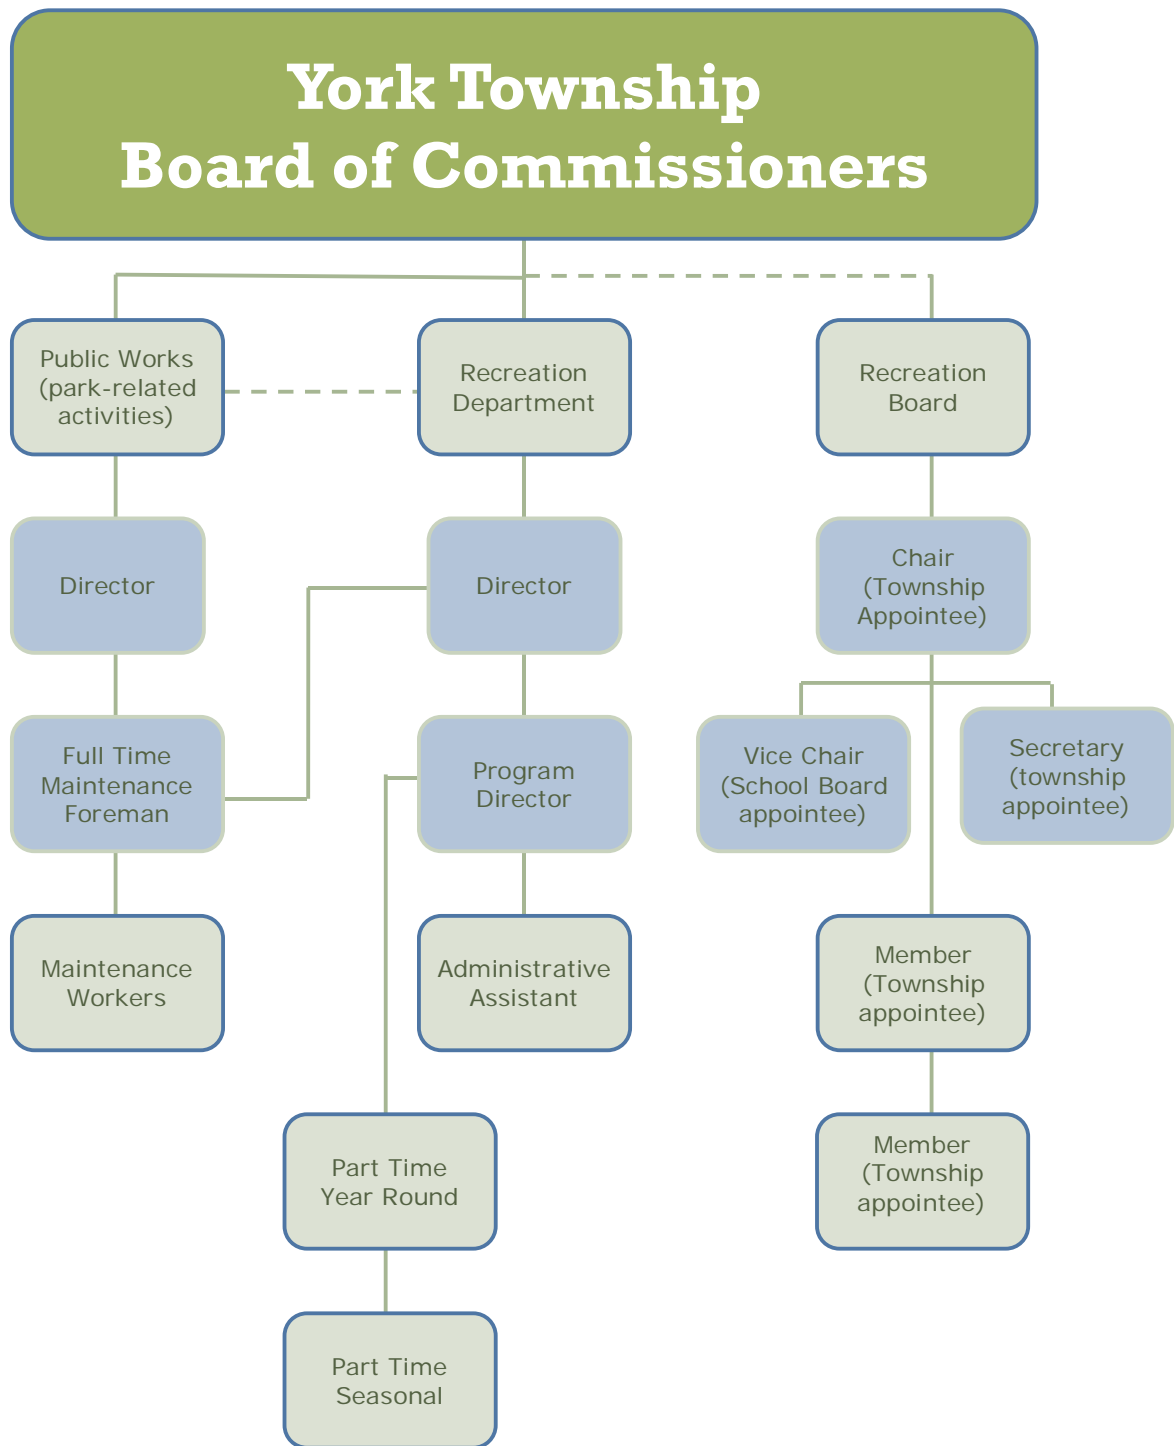 York Township
Board of Commissioners
Public Works
(park-related
activities)
Recreation
Department
Recreation
Board
Director
Director
Chair
(Township
Appointee)
Full Time
Maintenance
Foreman
Program
Director
Vice Chair
(School Board
appointee)
Secretary
(township
appointee)
Maintenance
Workers
Administrative
Assistant
Member
(Township
appointee)
Part Time
Year Round
Member
(Township
appointee)
Part Time
Seasonal